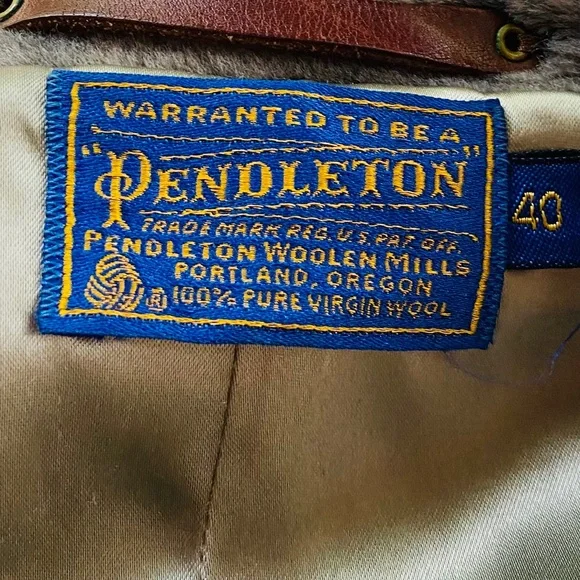 WARRANTED TO BE A
"PENDLETON"
TRADE MARK REG. U.S. PAT. OFF.
PENDLETON WOOLEN MILLS
PORTLAND, OREGON
® 100% PURE VIRGIN WOOL
40